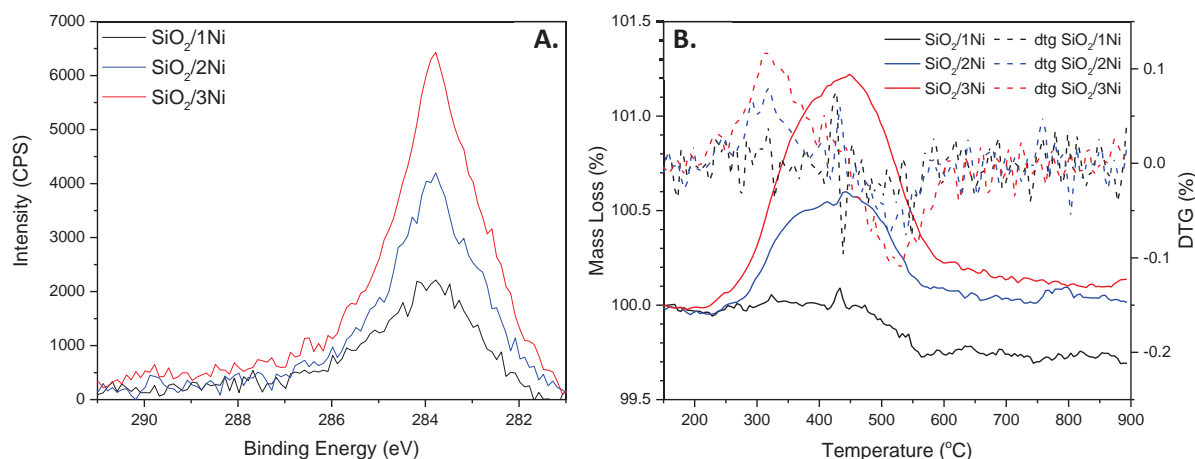 A.
SiO2/1Ni
SiO2/2Ni
SiO2/3Ni
7000
6000
5000
4000
3000
2000
1000
0
Intensity (CPS)
290 288 286 284 282
Binding Energy (eV)
B.
SiO2/1Ni dtg SiO2/1Ni
SiO2/2Ni dtg SiO2/2Ni
SiO2/3Ni dtg SiO2/3Ni
101.5
101.0
100.5
100.0
99.5
Mass Loss (%)
0.1
0.0
-0.1
-0.2
DTG (%)
200 300 400 500 600 700 800 900
Temperature (°C)